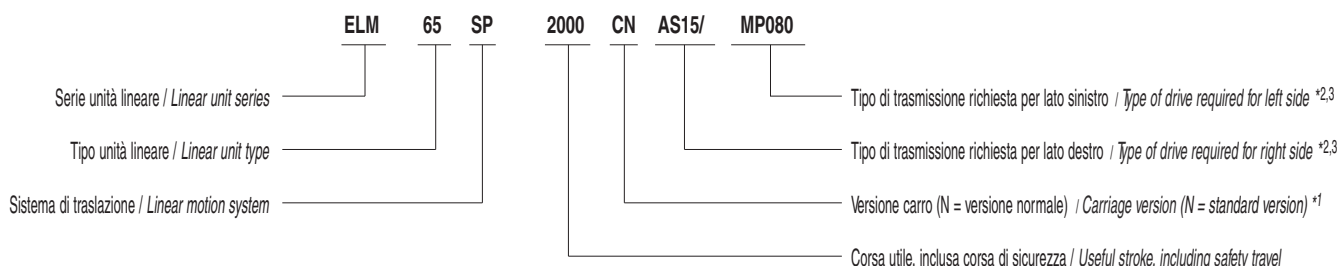 ELM 65 SP 2000 CN AS15/ MP080
Serie unità lineare / Linear unit series
Tipo di trasmissione richiesta per lato sinistro / Type of drive required for left side *2,3
Tipo unità lineare / Linear unit type
Tipo di trasmissione richiesta per lato destro / Type of drive required for right side *2,3
Sistema di traslazione / Linear motion system
Versione carro (N = versione normale) / Carriage version (N = standard version) *1
Corsa utile, inclusa corsa di sicurezza / Useful stroke, including safety travel